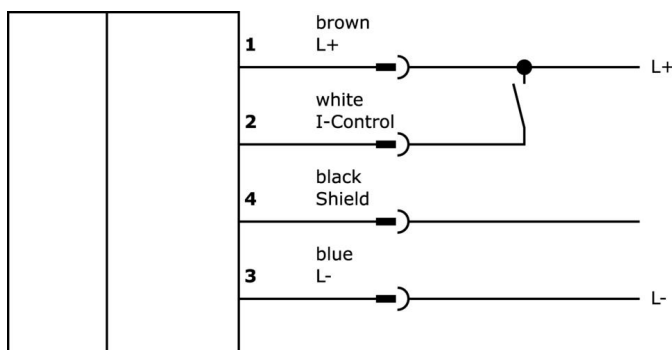 brown
1 L+ L+
white
2 I-Control
black
4 Shield
blue
3 L- L-